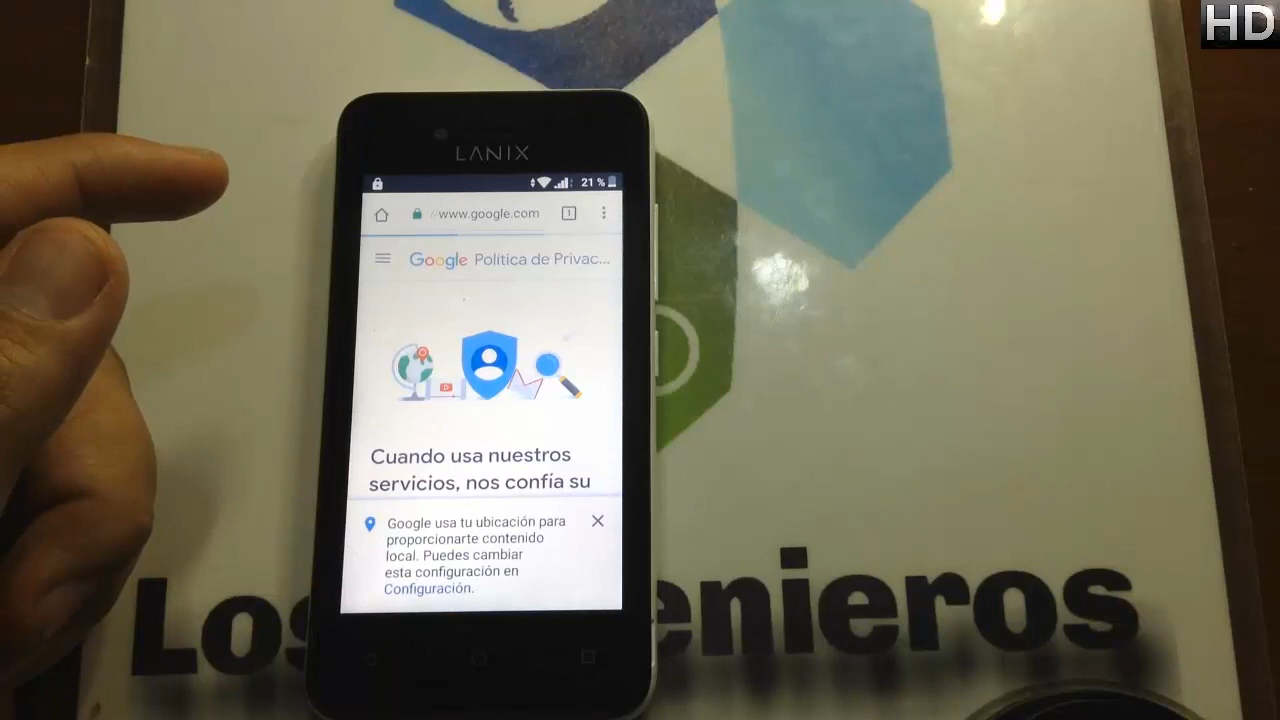 HD
LANIX
21 %
www.google.com
1
Google Política de Privac...
Cuando usa nuestros
servicios, nos confía su
Google usa tu ubicación para
proporcionarte contenido
local. Puedes cambiar
esta configuración en
Configuración.
Los enieros